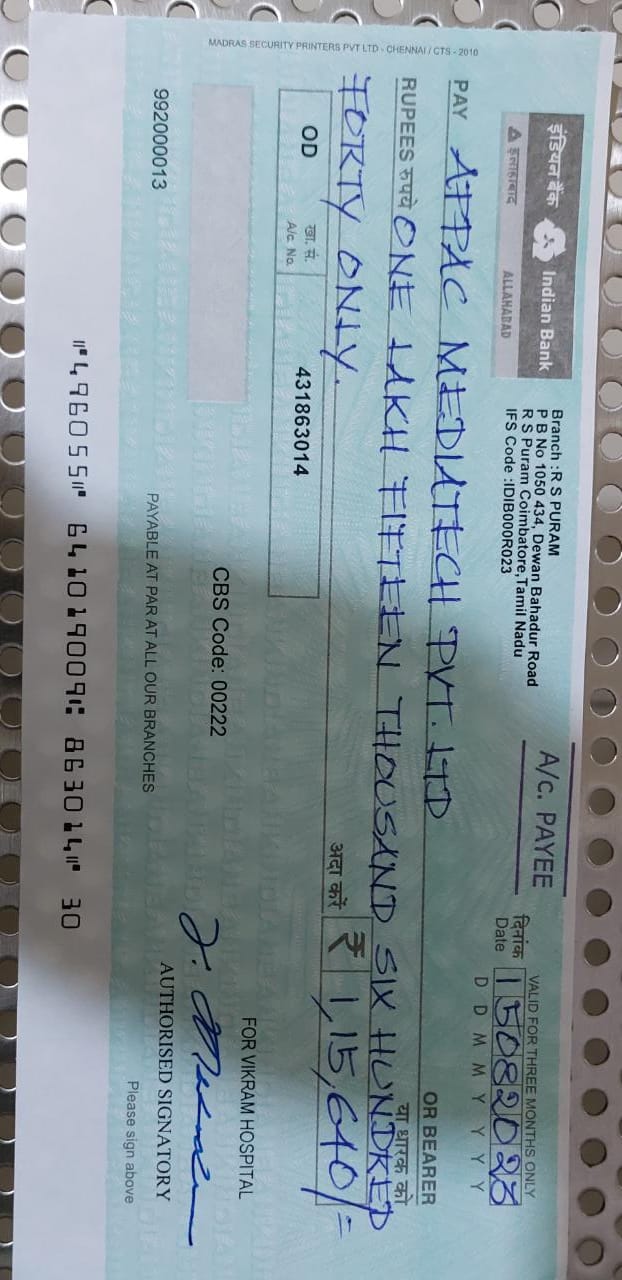 इंडियन बैंक Indian Bank
इलाहाबाद ALLAHABAD
Branch :R S PURAM
P B No 1050 434, Dewan Bahadur Road
R S Puram Coimbatore,Tamil Nadu
IFS Code :IDIB000R023
A/c. PAYEE
VALID FOR THREE MONTHS ONLY
दिनांक
Date 15082023
D D M M Y Y Y Y
PAY APPAC MEDIATECH PVT. LTD
OR BEARER
या धारक को
RUPEES रुपये ONE LAKH FIFTEEN THOUSAND SIX HUNDRED
FORTY ONLY.
अदा करें ₹ 1,15,640/=
OD खा. सं. 431863014
A/c. No.
MADRAS SECURITY PRINTERS PVT LTD - CHENNAI / CTS - 2010
FOR VIKRAM HOSPITAL
CBS Code: 00222
AUTHORISED SIGNATORY
992000013
PAYABLE AT PAR AT ALL OUR BRANCHES
Please sign above
⑈496055⑈ 641019009⑆ 863014⑈ 30